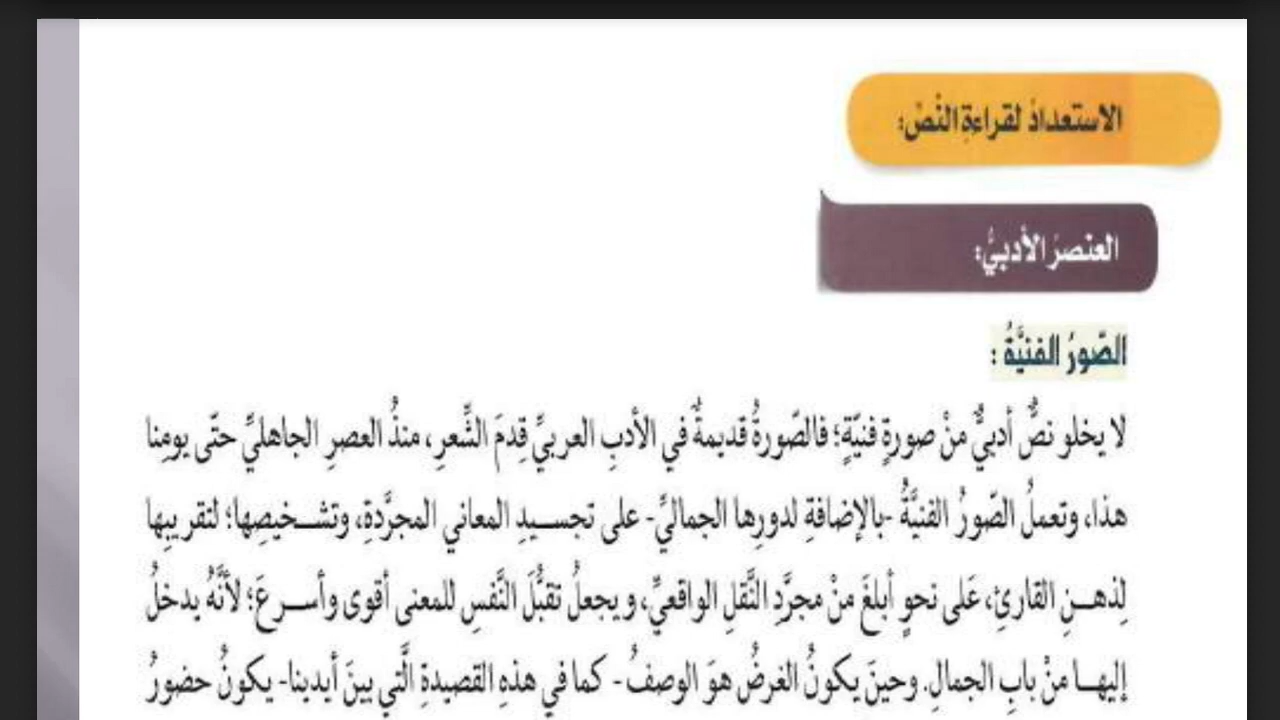 الاستعدادُ لقراءةِ النّصّ:
العنصرُ الأدبيُّ:
الصّورُ الفنيَّةُ :
لا يخلو نصٌّ أدبيٌّ منْ صورةٍ فنيّةٍ؛ فالصّورةُ قديمةٌ في الأدبِ العربيِّ قِدمَ الشِّعرِ، منذُ العصرِ الجاهليِّ حتّى يومِنا
هذا، وتعملُ الصّورُ الفنيَّةُ -بالإضافةِ لدورِها الجماليِّ- على تجسيدِ المعاني المجرَّدةِ، وتشخيصِها؛ لتقريبِها
لِذهنِ القارئِ، عَلى نحوٍ أبلغَ منْ مجرَّدِ النَّقلِ الواقعيِّ، ويجعلُ تقبُّلَ النَّفسِ للمعنى أقوى وأسرعَ؛ لأنَّهُ يدخلُ
إليها منْ بابِ الجمالِ. وحينَ يكونُ الغرضُ هوَ الوصفُ- كما في هذهِ القصيدةِ الَّتي بينَ أيدينا- يكونُ حضورُ